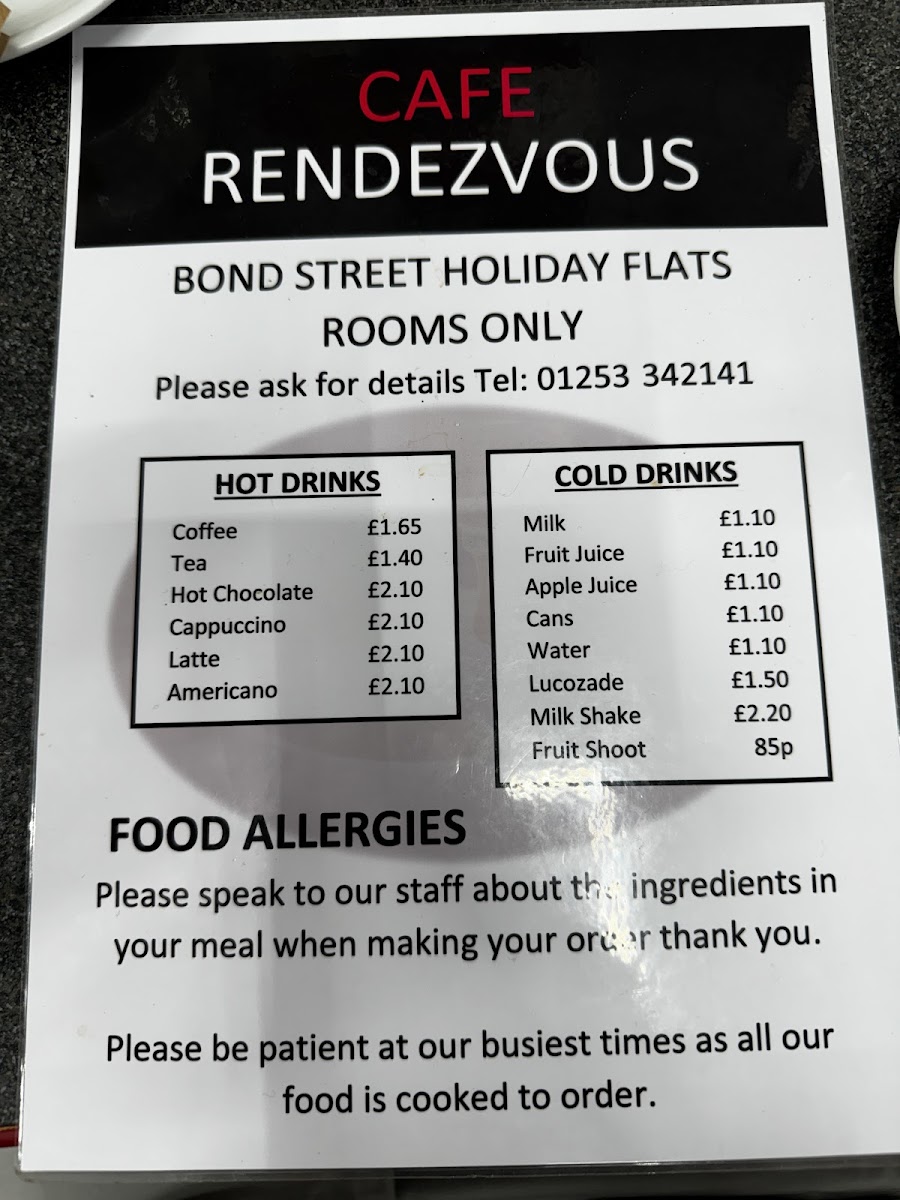 CAFE
RENDEZVOUS
BOND STREET HOLIDAY FLATS
ROOMS ONLY
Please ask for details Tel: 01253 342141
HOT DRINKS
Coffee £1.65
Tea £1.40
Hot Chocolate £2.10
Cappuccino £2.10
Latte £2.10
Americano £2.10
COLD DRINKS
Milk £1.10
Fruit Juice £1.10
Apple Juice £1.10
Cans £1.10
Water £1.10
Lucozade £1.50
Milk Shake £2.20
Fruit Shoot 85p
FOOD ALLERGIES
Please speak to our staff about the ingredients in
your meal when making your order thank you.
Please be patient at our busiest times as all our
food is cooked to order.